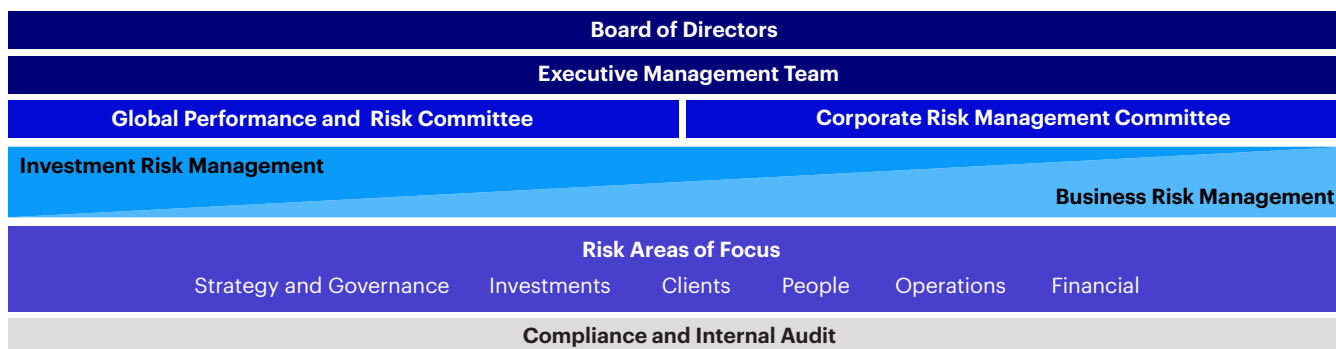 Board of Directors
Executive Management Team
Global Performance and Risk Committee
Corporate Risk Management Committee
Investment Risk Management
Business Risk Management
Risk Areas of Focus
Strategy and Governance Investments Clients People Operations Financial
Compliance and Internal Audit